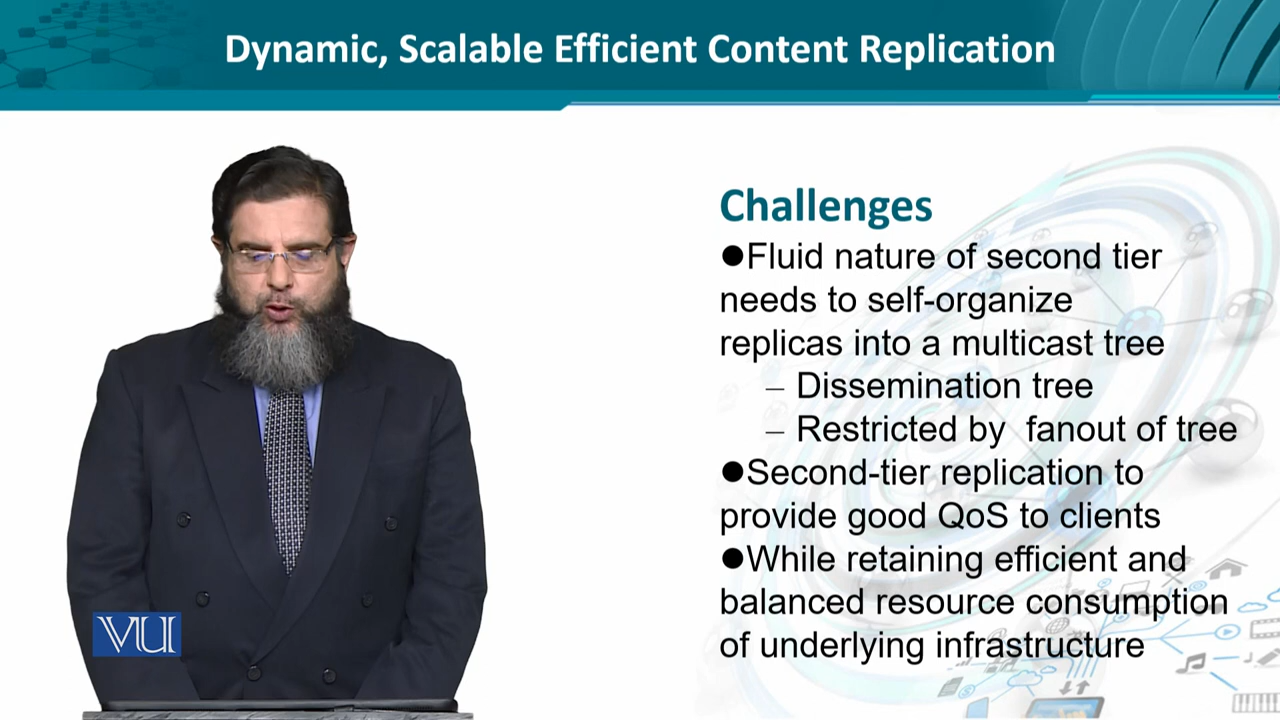 Dynamic, Scalable Efficient Content Replication
Challenges
●Fluid nature of second tier
needs to self-organize
replicas into a multicast tree
– Dissemination tree
– Restricted by  fanout of tree
●Second-tier replication to
provide good QoS to clients
●While retaining efficient and
balanced resource consumption
of underlying infrastructure
VU